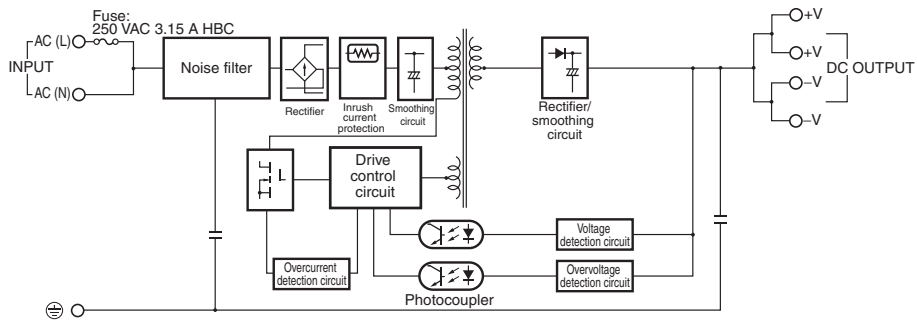 Fuse:
250 VAC 3.15 A HBC
AC (L)
INPUT
AC (N)
Noise filter
Rectifier
Inrush
current
protection
Smoothing
circuit
Rectifier/
smoothing
circuit
+V
+V
DC OUTPUT
–V
–V
Drive
control
circuit
Overcurrent
detection circuit
Voltage
detection circuit
Overvoltage
detection circuit
Photocoupler